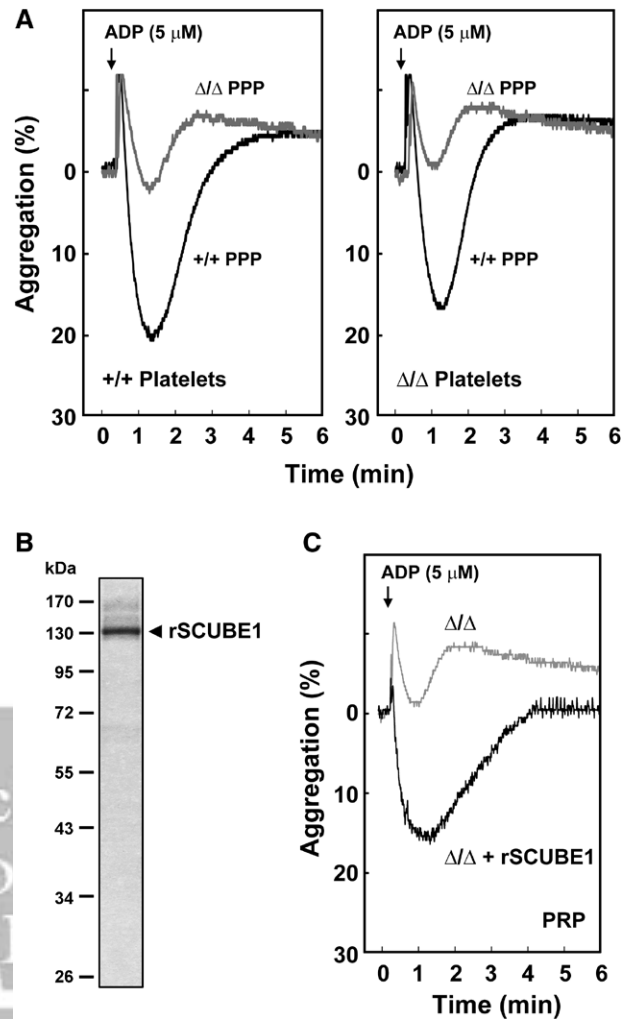 A
ADP (5 μM)
Δ/Δ PPP
+/+ PPP
+/+ Platelets
ADP (5 μM)
Δ/Δ PPP
+/+ PPP
Δ/Δ Platelets
Aggregation (%)
0
10
20
30
0 1 2 3 4 5 6
0
10
20
30
0 1 2 3 4 5 6
Time (min)
B
kDa
170
130
95
72
55
43
34
26
rSCUBE1
C
ADP (5 μM)
Δ/Δ
Δ/Δ + rSCUBE1
PRP
Aggregation (%)
0
10
20
30
0 1 2 3 4 5 6
Time (min)